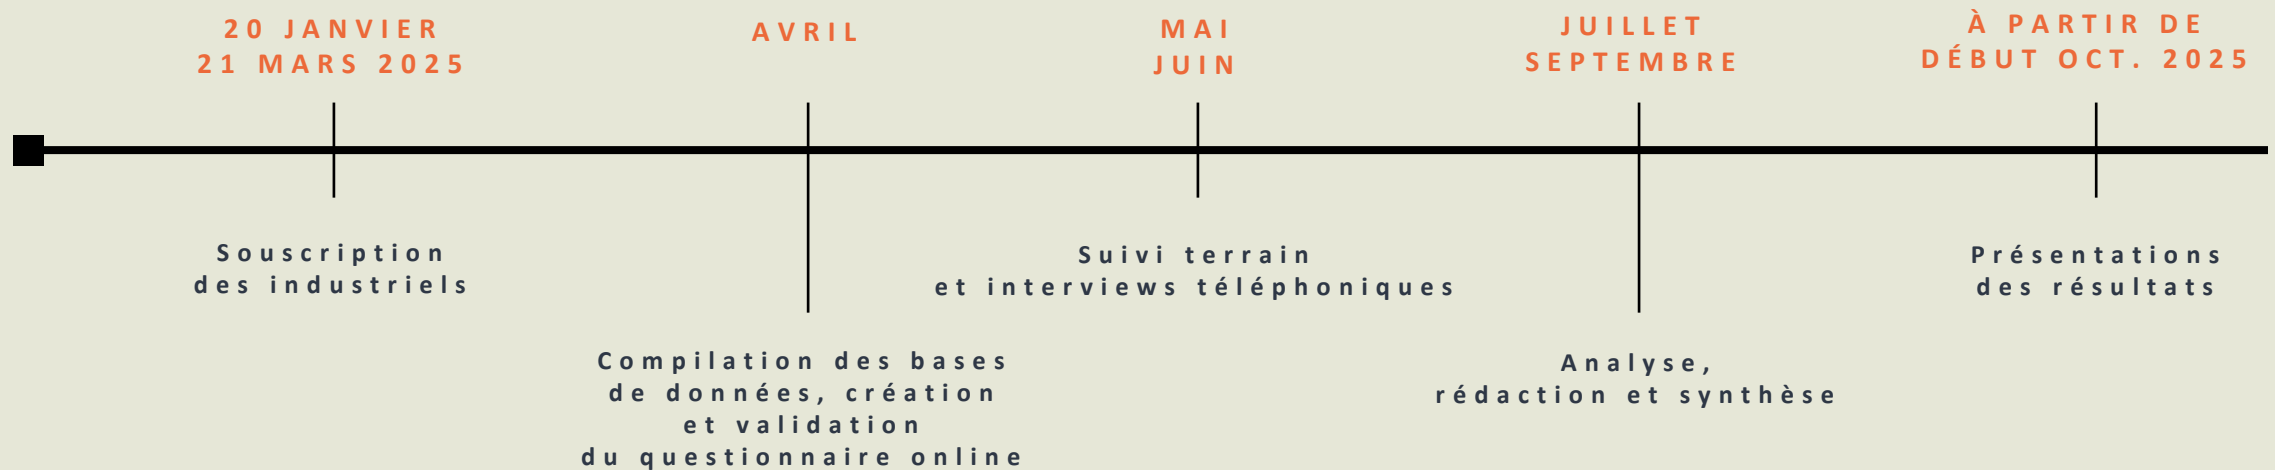 20 JANVIER
21 MARS 2025
AVRIL
MAI
JUIN
JUILLET
SEPTEMBRE
À PARTIR DE
DÉBUT OCT. 2025
Souscription
des industriels
Compilation des bases
de données, création
et validation
du questionnaire online
Suivi terrain
et interviews téléphoniques
Analyse,
rédaction et synthèse
Présentations
des résultats